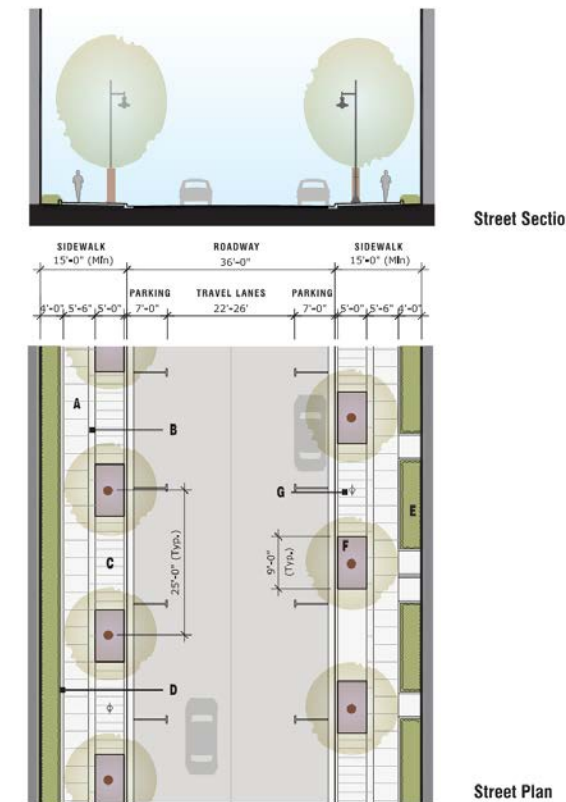 Street Sectio
SIDEWALK ROADWAY SIDEWALK
15'-0" (Min) 36'-0" 15'-0" (Min)
PARKING TRAVEL LANES PARKING
4'-0" 5'-6" 5'-0" 7'-0" 22'-26' 7'-0" 5'-0" 5'-6" 4'-0"
A
B
G
E
F
C
25'-0" (Typ.)
9'-0"
(Typ.)
D
Street Plan